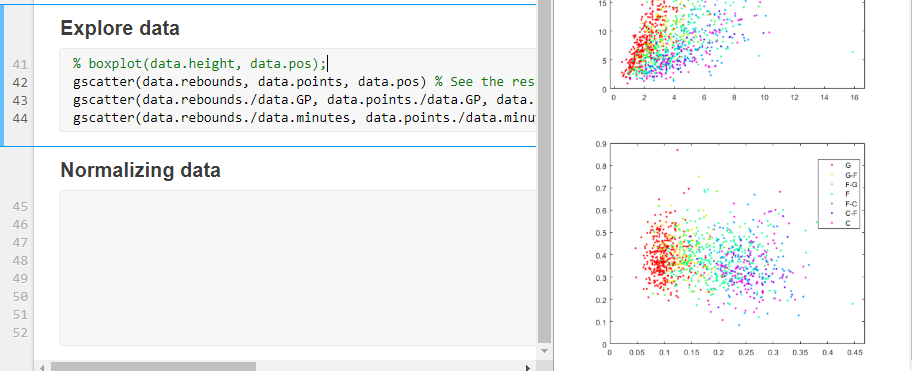 Explore data
41 % boxplot(data.height, data.pos);
42 gscatter(data.rebounds, data.points, data.pos) % See the res
43 gscatter(data.rebounds./data.GP, data.points./data.GP, data.
44 gscatter(data.rebounds./data.minutes, data.points./data.minu
Normalizing data
45
46
47
48
49
50
51
52
15
10
5
0
0 2 4 6 8 10 12 14 16
0.9
0.8
0.7
0.6
0.5
0.4
0.3
0.2
0.1
0
0 0.05 0.1 0.15 0.2 0.25 0.3 0.35 0.4 0.45
G
G-F
F-G
F
F-C
C-F
C